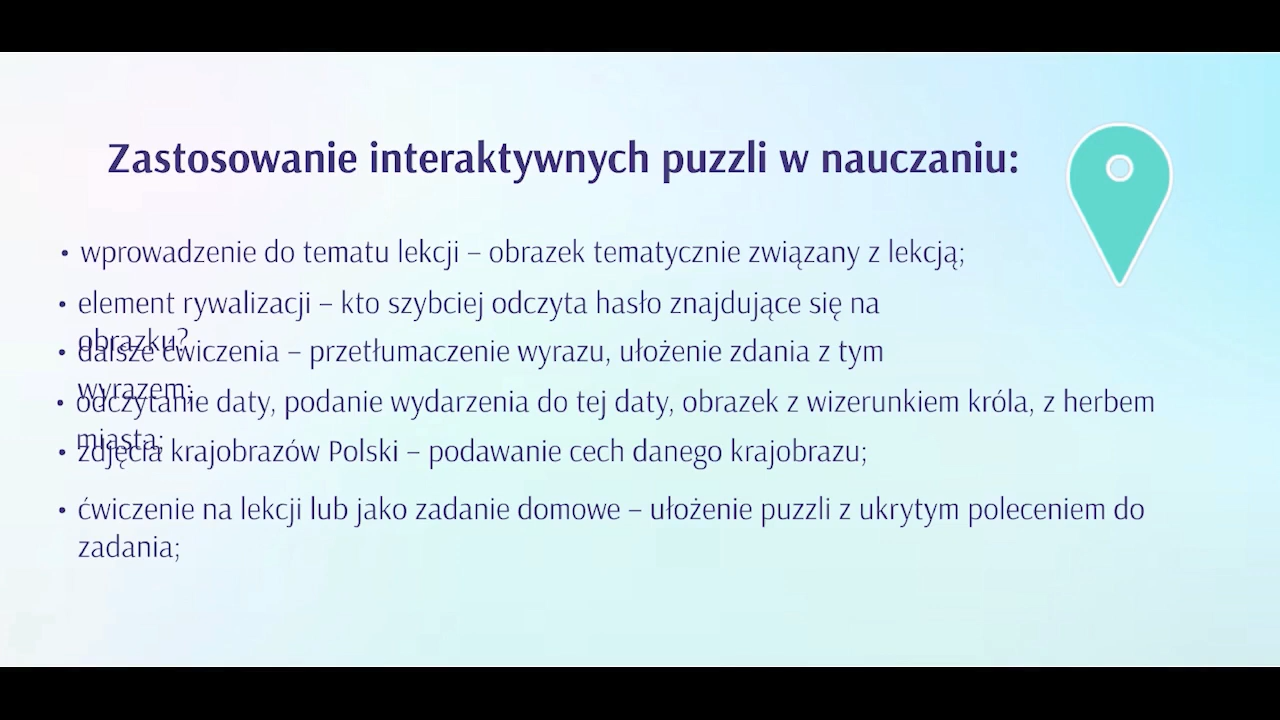 Zastosowanie interaktywnych puzzli w nauczaniu:
• wprowadzenie do tematu lekcji – obrazek tematycznie związany z lekcją;
• element rywalizacji – kto szybciej odczyta hasło znajdujące się na
obrazku?
• dalsze ćwiczenia – przetłumaczenie wyrazu, ułożenie zdania z tym
wyrazem;
• odczytanie daty, podanie wydarzenia do tej daty, obrazek z wizerunkiem króla, z herbem
miasta;
• zdjęcia krajobrazów Polski – podawanie cech danego krajobrazu;
• ćwiczenie na lekcji lub jako zadanie domowe – ułożenie puzzli z ukrytym poleceniem do
zadania;